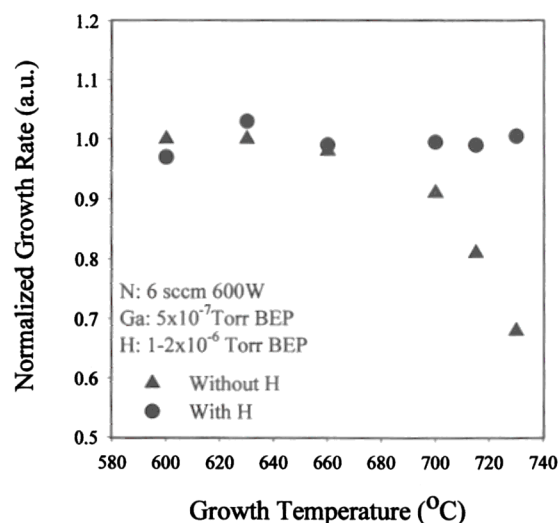 1.2
1.1
1.0
0.9
0.8
0.7
0.6
0.5
Normalized Growth Rate (a.u.)
N: 6 sccm 600W
Ga: 5x10⁻⁷Torr BEP
H: 1-2x10⁻⁶ Torr BEP
Without H
With H
580 600 620 640 660 680 700 720 740
Growth Temperature (°C)